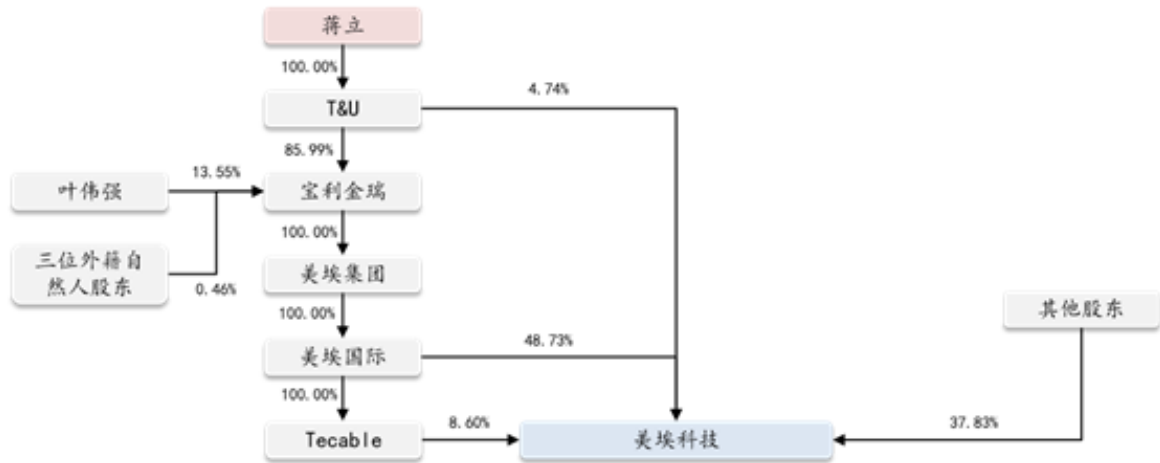 蒋立
100.00%
T&U
4.74%
85.99%
叶伟强
13.55%
宝利金瑞
100.00%
三位外籍自
然人股东
0.46%
美埃集团
100.00%
其他股东
美埃国际
48.73%
100.00%
Tecable
8.60%
美埃科技
37.83%